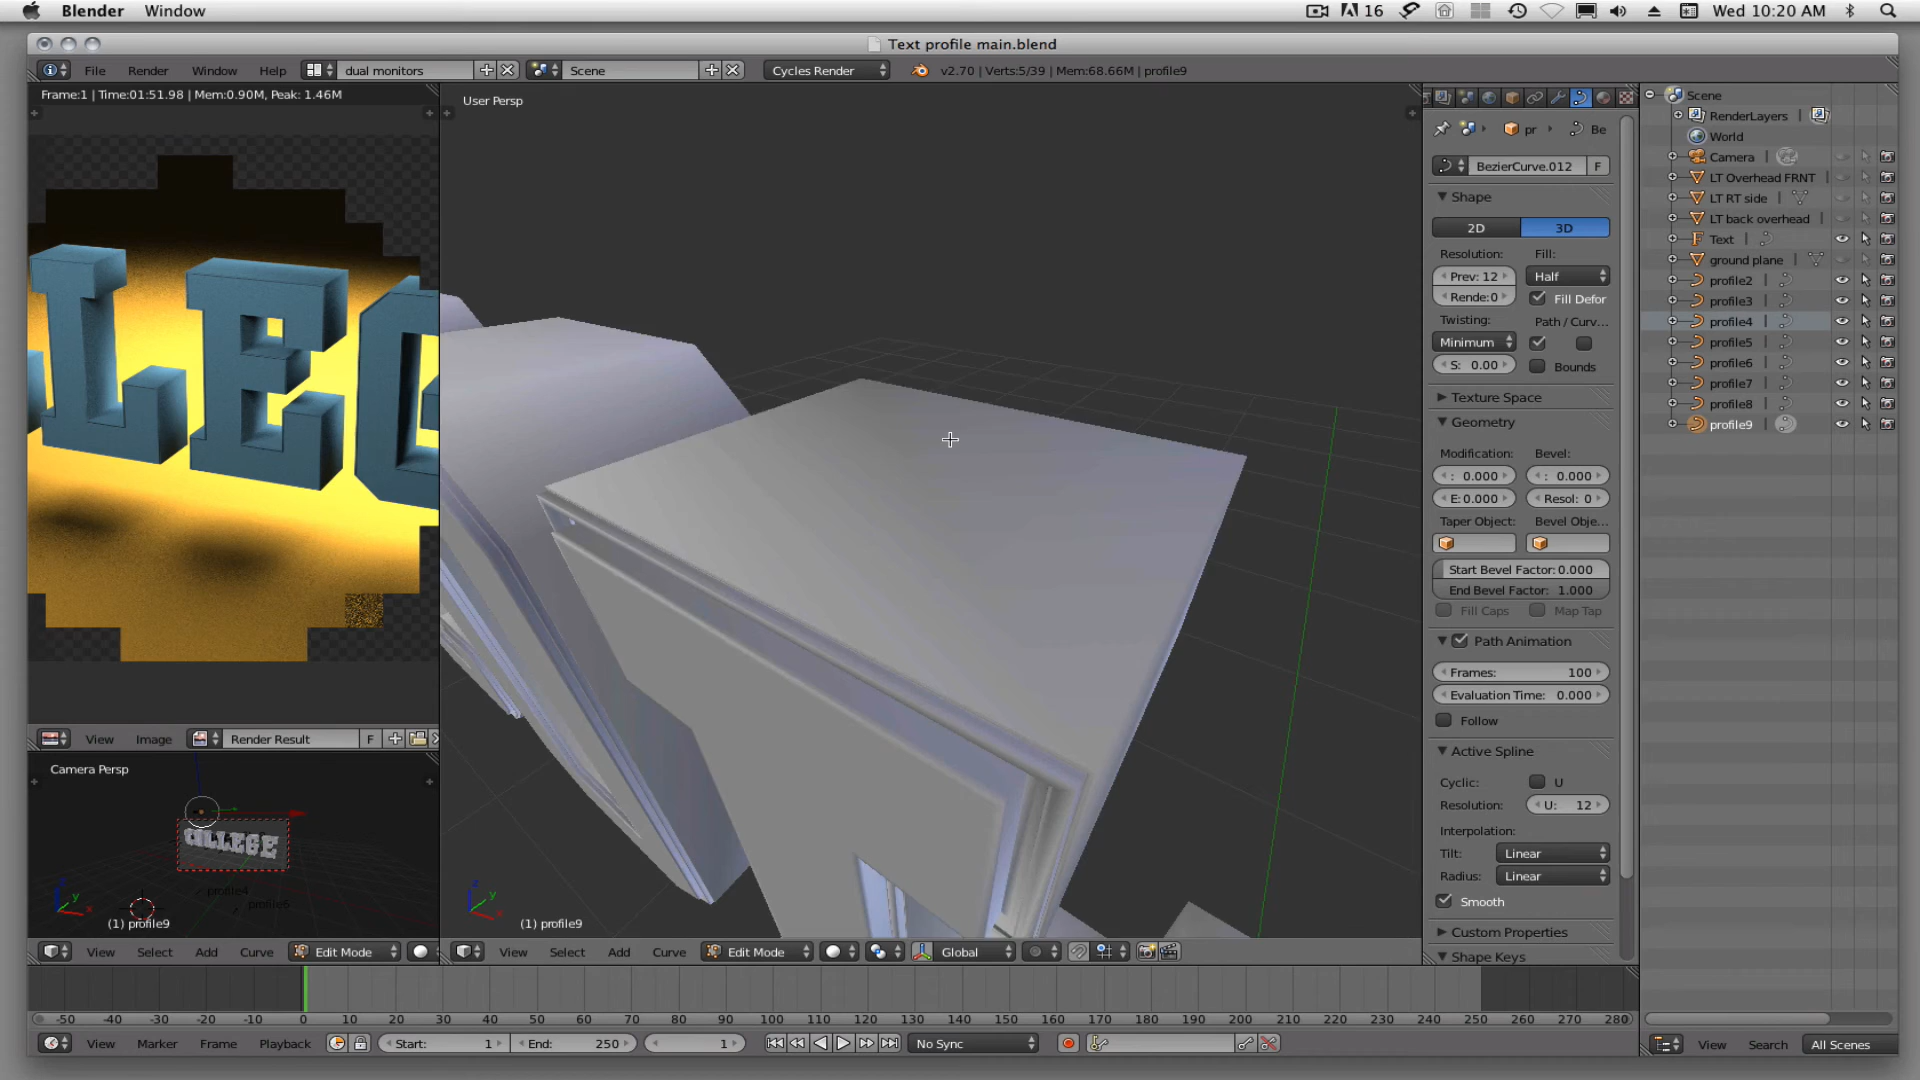 Blender Window 16 Wed 10:20 AM
Text profile main.blend
File Render Window Help dual monitors Scene Cycles Render v2.70 | Verts:5/39 | Mem:68.66M | profile9
Frame:1 | Time:01:51.98 | Mem:0.90M, Peak: 1.46M
LEG
View Image Render Result F
Camera Persp
COLLEGE
profile4
profile6
z y x
(1) profile9
View Select Add Curve Edit Mode
User Persp
z y x
(1) profile9
View Select Add Curve Edit Mode Global
pr Be
BezierCurve.012 F
Shape
2D 3D
Resolution: Fill:
Prev: 12 Half
Rende:0 Fill Defor
Twisting: Path / Curv...
Minimum
S: 0.00 Bounds
Texture Space
Geometry
Modification: Bevel:
: 0.000 : 0.000
E:0.000 Resol: 0
Taper Object: Bevel Obje...
Start Bevel Factor: 0.000
End Bevel Factor: 1.000
Fill Caps Map Tap
Path Animation
Frames: 100
Evaluation Time: 0.000
Follow
Active Spline
Cyclic: U
Resolution: U: 12
Interpolation:
Tilt: Linear
Radius: Linear
Smooth
Custom Properties
Shape Keys
Scene
RenderLayers |
World
Camera |
LT Overhead FRNT |
LT RT side |
LT back overhead |
Text |
ground plane |
profile2 |
profile3 |
profile4 |
profile5 |
profile6 |
profile7 |
profile8 |
profile9 |
View Search All Scenes
-50 -40 -30 -20 -10 0 10 20 30 40 50 60 70 80 90 100 110 120 130 140 150 160 170 180 190 200 210 220 230 240 250 260 270 280
View Marker Frame Playback Start: 1 End: 250 1 No Sync